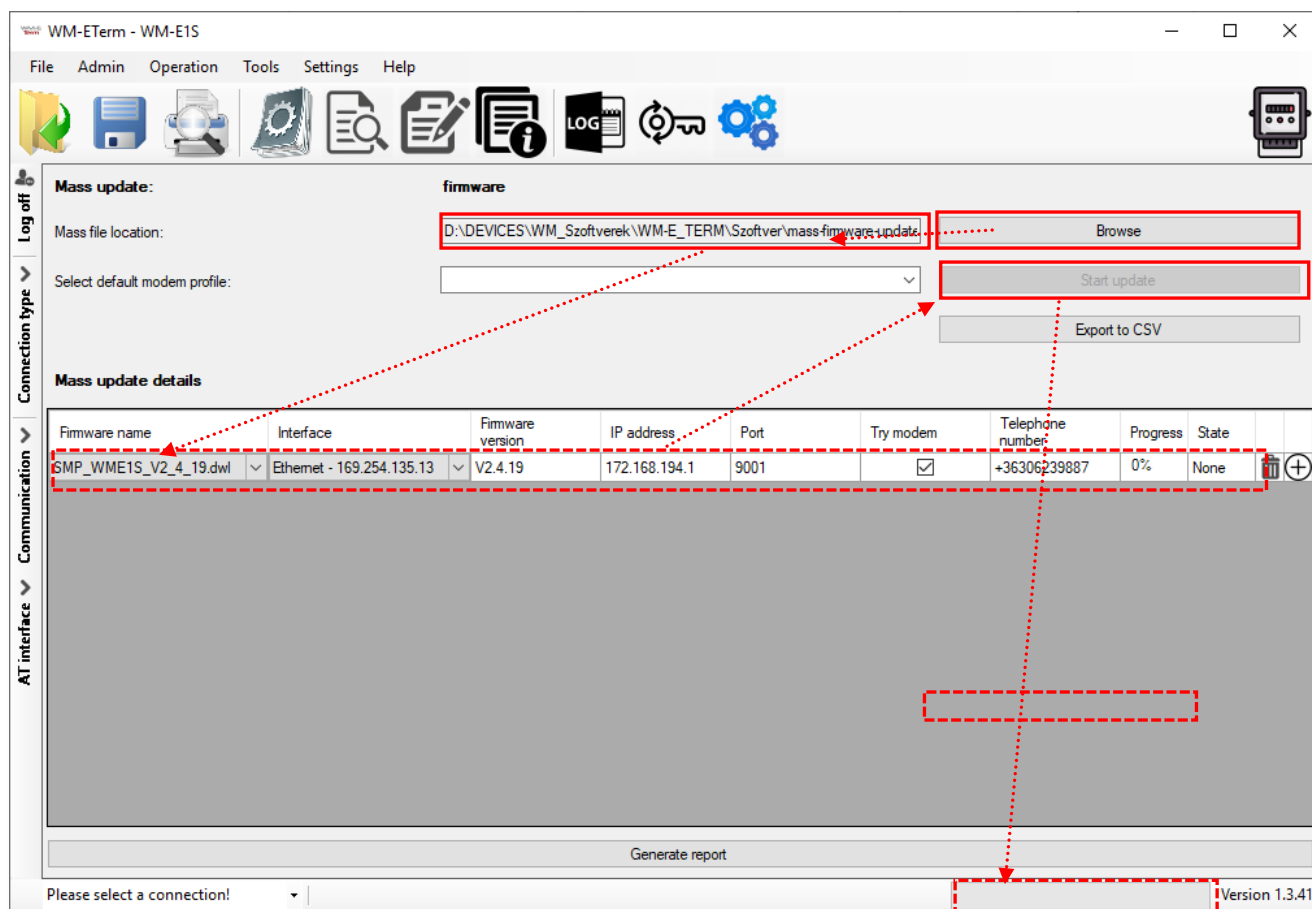 WM-ETerm - WM-E1S
File Admin Operation Tools Settings Help
LOG
Log off
Connection type
Communication
AT interface
Mass update: firmware
Mass file location: D:\DEVICES\WM_Szoftverek\WM-E_TERM\Szoftver\mass-firmware-update Browse
Select default modem profile: Start update
Export to CSV
Mass update details
Firmware name Interface Firmware version IP address Port Try modem Telephone number Progress State
SMP_WME1S_V2_4_19.dwl Ethernet - 169.254.135.13 V2.4.19 172.168.194.1 9001 +36306239887 0% None
Generate report
Please select a connection! Version 1.3.41